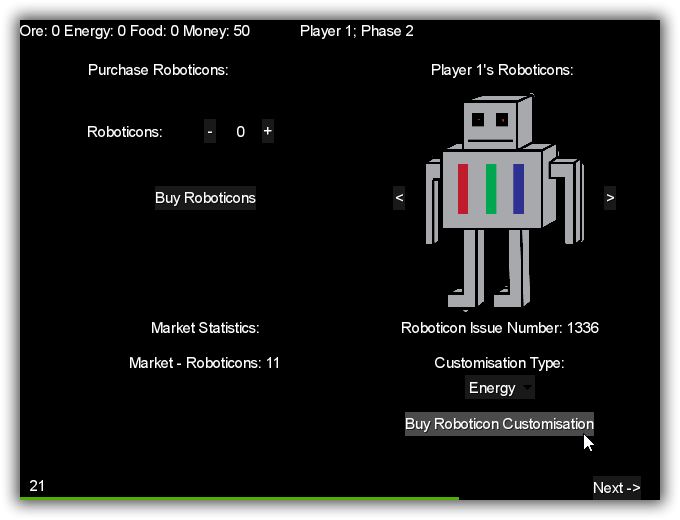 Ore: 0 Energy: 0 Food: 0 Money: 50 Player 1; Phase 2
Purchase Roboticons: Player 1's Roboticons:
Roboticons: - 0 +
Buy Roboticons < >
Market Statistics: Roboticon Issue Number: 1336
Market - Roboticons: 11 Customisation Type:
Energy
Buy Roboticon Customisation
21 Next ->